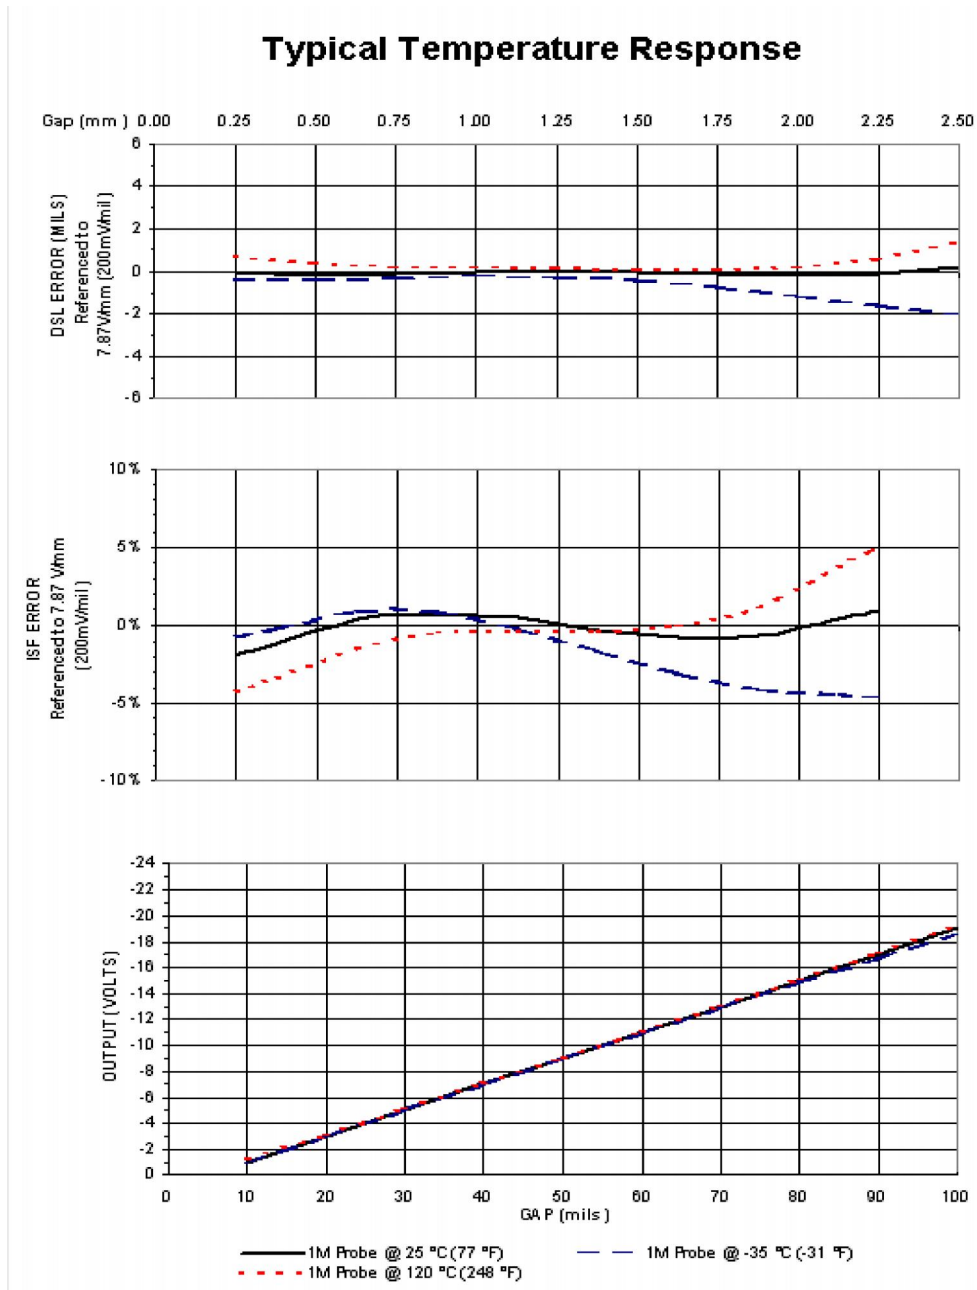 Typical Temperature Response
Gap (mm ) 0.00 0.25 0.50 0.75 1.00 1.25 1.50 1.75 2.00 2.25 2.50
6
4
2
0
-2
-4
-6
DSL ERROR (MILS)
Referenced to
7.87V/mm (200mV/mil)
10%
5%
0%
-5%
-10%
ISF ERROR
Referenced to 7.87 V/mm
(200mV/mil)
-24
-22
-20
-18
-16
-14
-12
-10
-8
-6
-4
-2
0
OUTPUT (VOLTS)
0 10 20 30 40 50 60 70 80 90 100
GAP (mils )
1M Probe @ 25 °C (77 °F)
1M Probe @ -35 °C (-31 °F)
1M Probe @ 120 °C (248 °F)